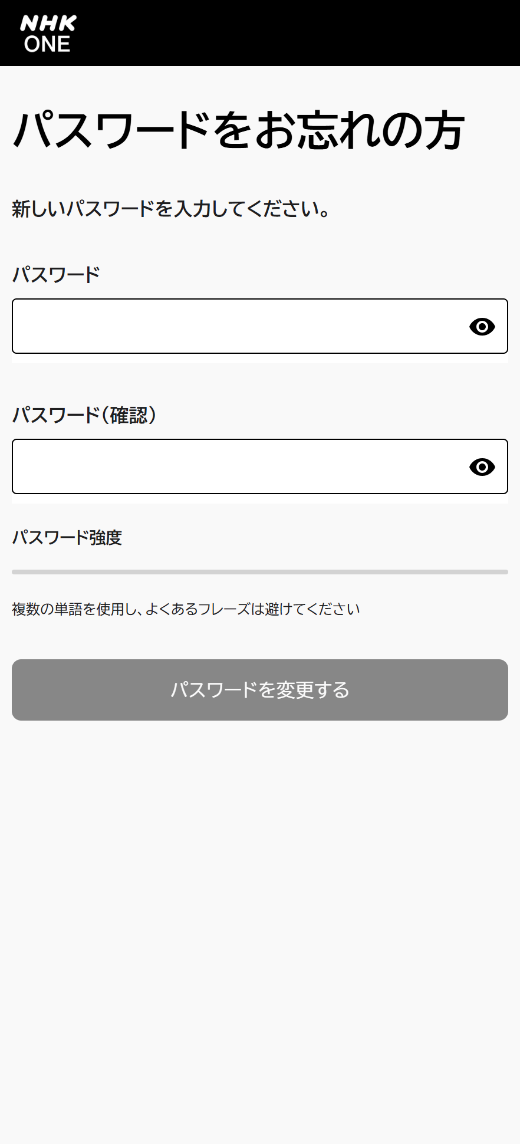 NHK
ONE
パスワードをお忘れの方
新しいパスワードを入力してください。
パスワード
パスワード（確認）
パスワード強度
複数の単語を使用し、よくあるフレーズは避けてください
パスワードを変更する